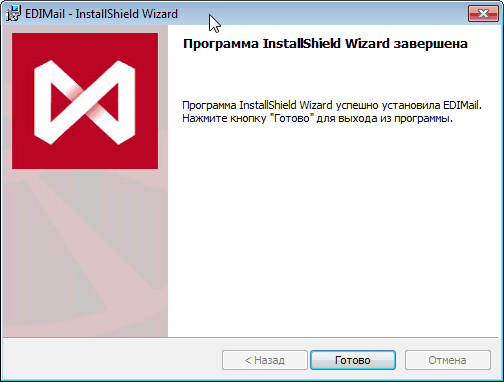 EDIMail - InstallShield Wizard
Программа InstallShield Wizard завершена
Программа InstallShield Wizard успешно установила EDIMail.
Нажмите кнопку "Готово" для выхода из программы.
< Назад
Готово
Отмена